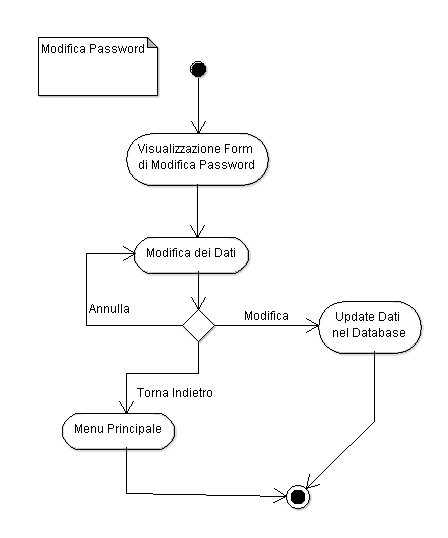 Modifica Password
Visualizzazione Form
di Modifica Password
Modifica dei Dati
Annulla
Modifica
Update Dati
nel Database
Torna Indietro
Menu Principale